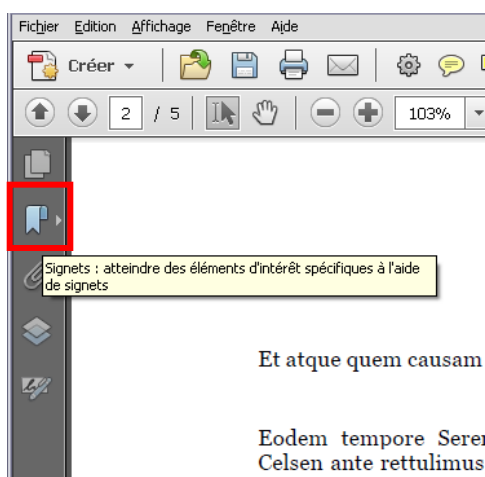 Fichier Edition Affichage Fenêtre Aide
Créer
2 / 5 103%
Signets : atteindre des éléments d'intérêt spécifiques à l'aide
de signets
Et atque quem causam
Eodem tempore
Celsen ante rettulimus